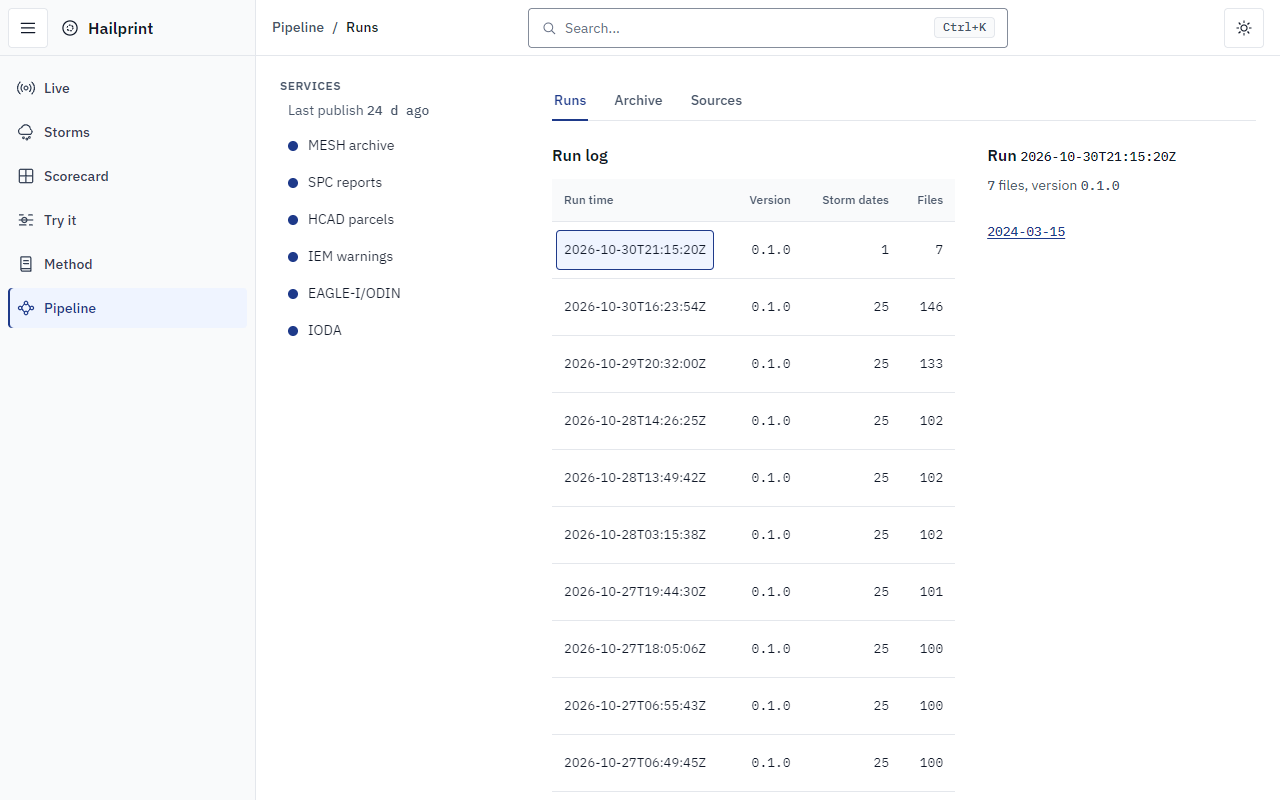 Hailprint
Pipeline / Runs
Search...
Ctrl+K
Live
Storms
Scorecard
Try it
Method
Pipeline
SERVICES
Last publish 24 d ago
MESH archive
SPC reports
HCAD parcels
IEM warnings
EAGLE-I/ODIN
IODA
Runs Archive Sources
Run log
Run time Version Storm dates Files
2026-10-30T21:15:20Z 0.1.0 1 7
2026-10-30T16:23:54Z 0.1.0 25 146
2026-10-29T20:32:00Z 0.1.0 25 133
2026-10-28T14:26:25Z 0.1.0 25 102
2026-10-28T13:49:42Z 0.1.0 25 102
2026-10-28T03:15:38Z 0.1.0 25 102
2026-10-27T19:44:30Z 0.1.0 25 101
2026-10-27T18:05:06Z 0.1.0 25 100
2026-10-27T06:55:43Z 0.1.0 25 100
2026-10-27T06:49:45Z 0.1.0 25 100
Run 2026-10-30T21:15:20Z
7 files, version 0.1.0
2024-03-15